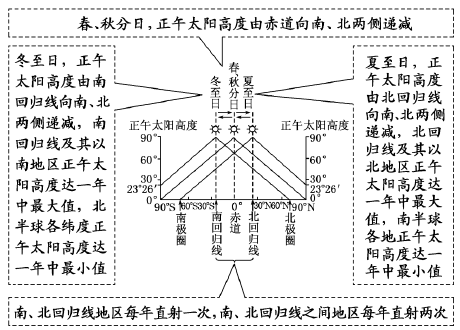 春、秋分日，正午太阳高度由赤道向南、北两侧递减
冬至日，正午
太阳高度由南
回归线向南、北
两侧递减，南
回归线及其以
南地区正午太
阳高度达一年
中最大值，北
半球各纬度正
午太阳高度达
一年中最小值
冬至日
春、秋分日
夏至日
正午太阳高度
正午太阳高度
90°
60°
30°
23°26′
0
90°
60°
30°
23°26′
0
90°S 60°S 30°S 0° 30°N 60°N 90°N
南极圈
南回归线
赤道
北回归线
北极圈
夏至日，正
午太阳高度
由北回归线
向南、北两侧
递减，北回
归线及其以
北地区正午
太阳高度达
一年中最大
值，南半球
各地正午太
阳高度达一
年中最小值
南、北回归线地区每年直射一次，南、北回归线之间地区每年直射两次